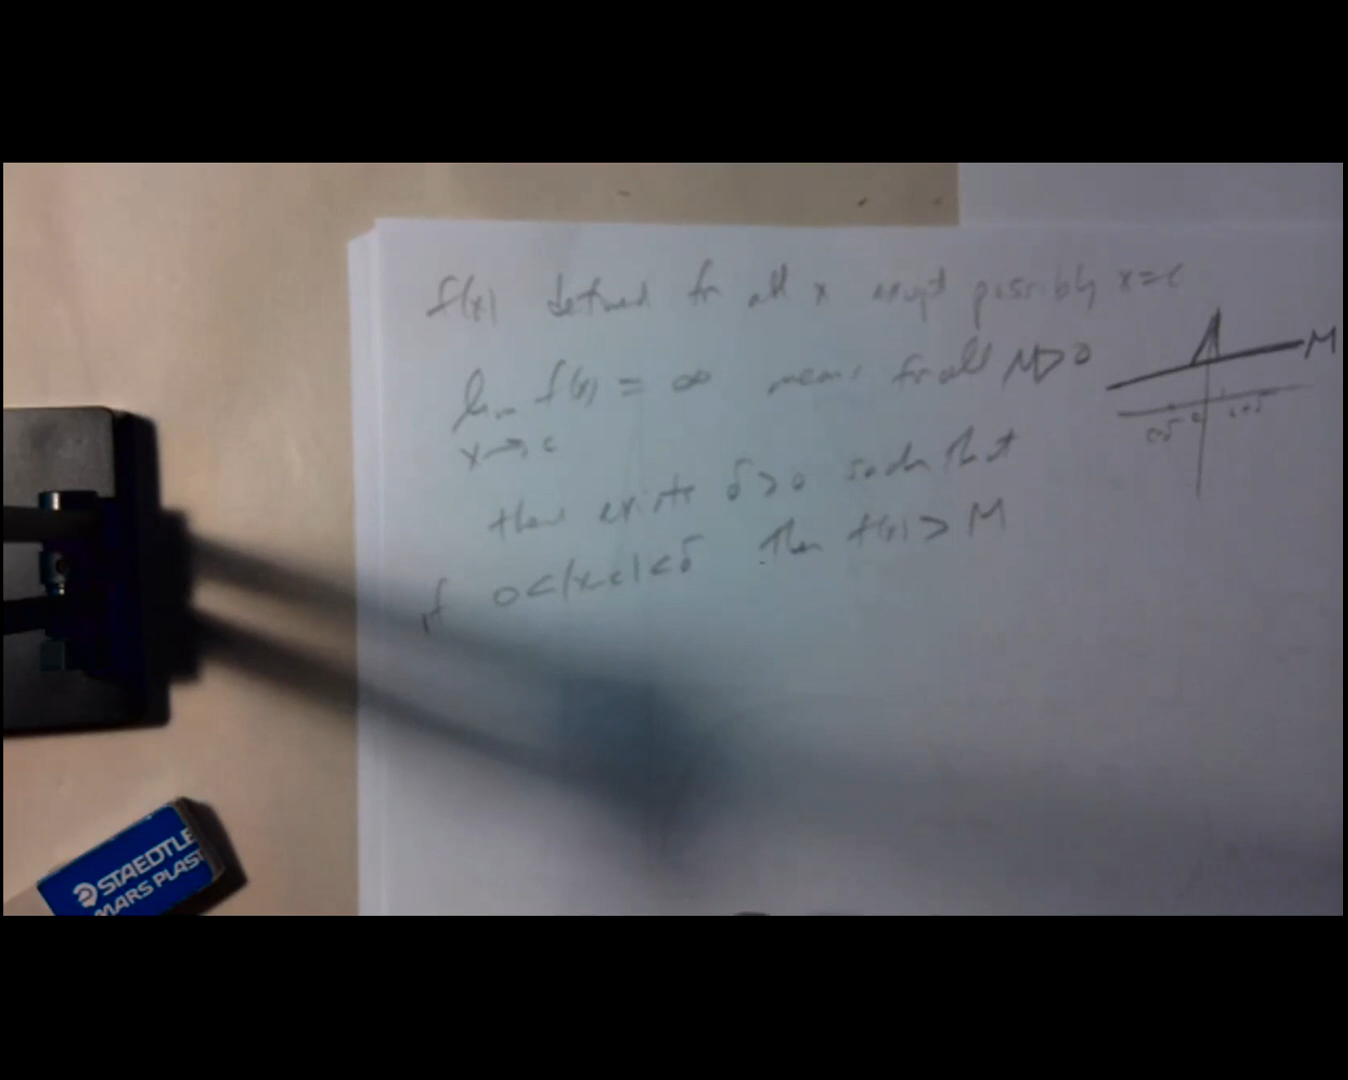 f(x) defined for all x except possibly x=c
lim f(x) = ∞ means for all M>0
x→c
there exists δ>0 such that
if 0<|x-c|<δ then f(x)>M
M
c-δ c c+δ
STAEDTLE
MARS PLAST